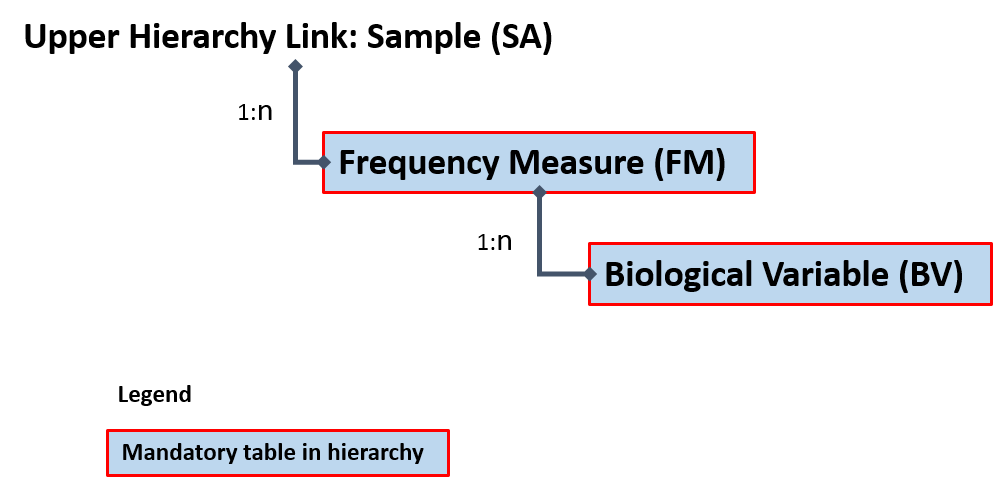 Upper Hierarchy Link: Sample (SA)
1:n
Frequency Measure (FM)
1:n
Biological Variable (BV)
Legend
Mandatory table in hierarchy